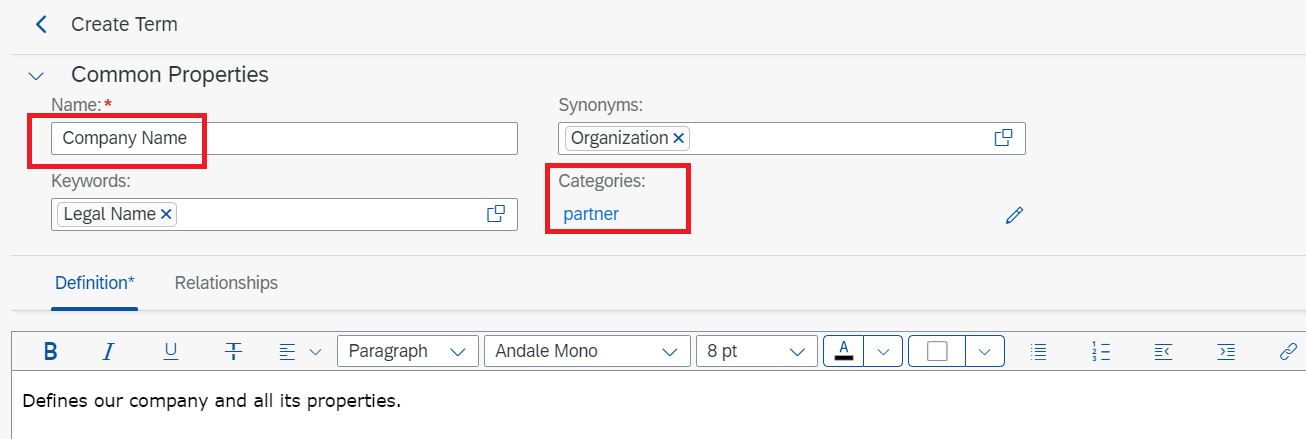 Create Term
Common Properties
Name:*
Synonyms:
Company Name
Organization
Keywords:
Categories:
Legal Name
partner
Definition*
Relationships
B I U T Paragraph Andale Mono 8 pt A
Defines our company and all its properties.